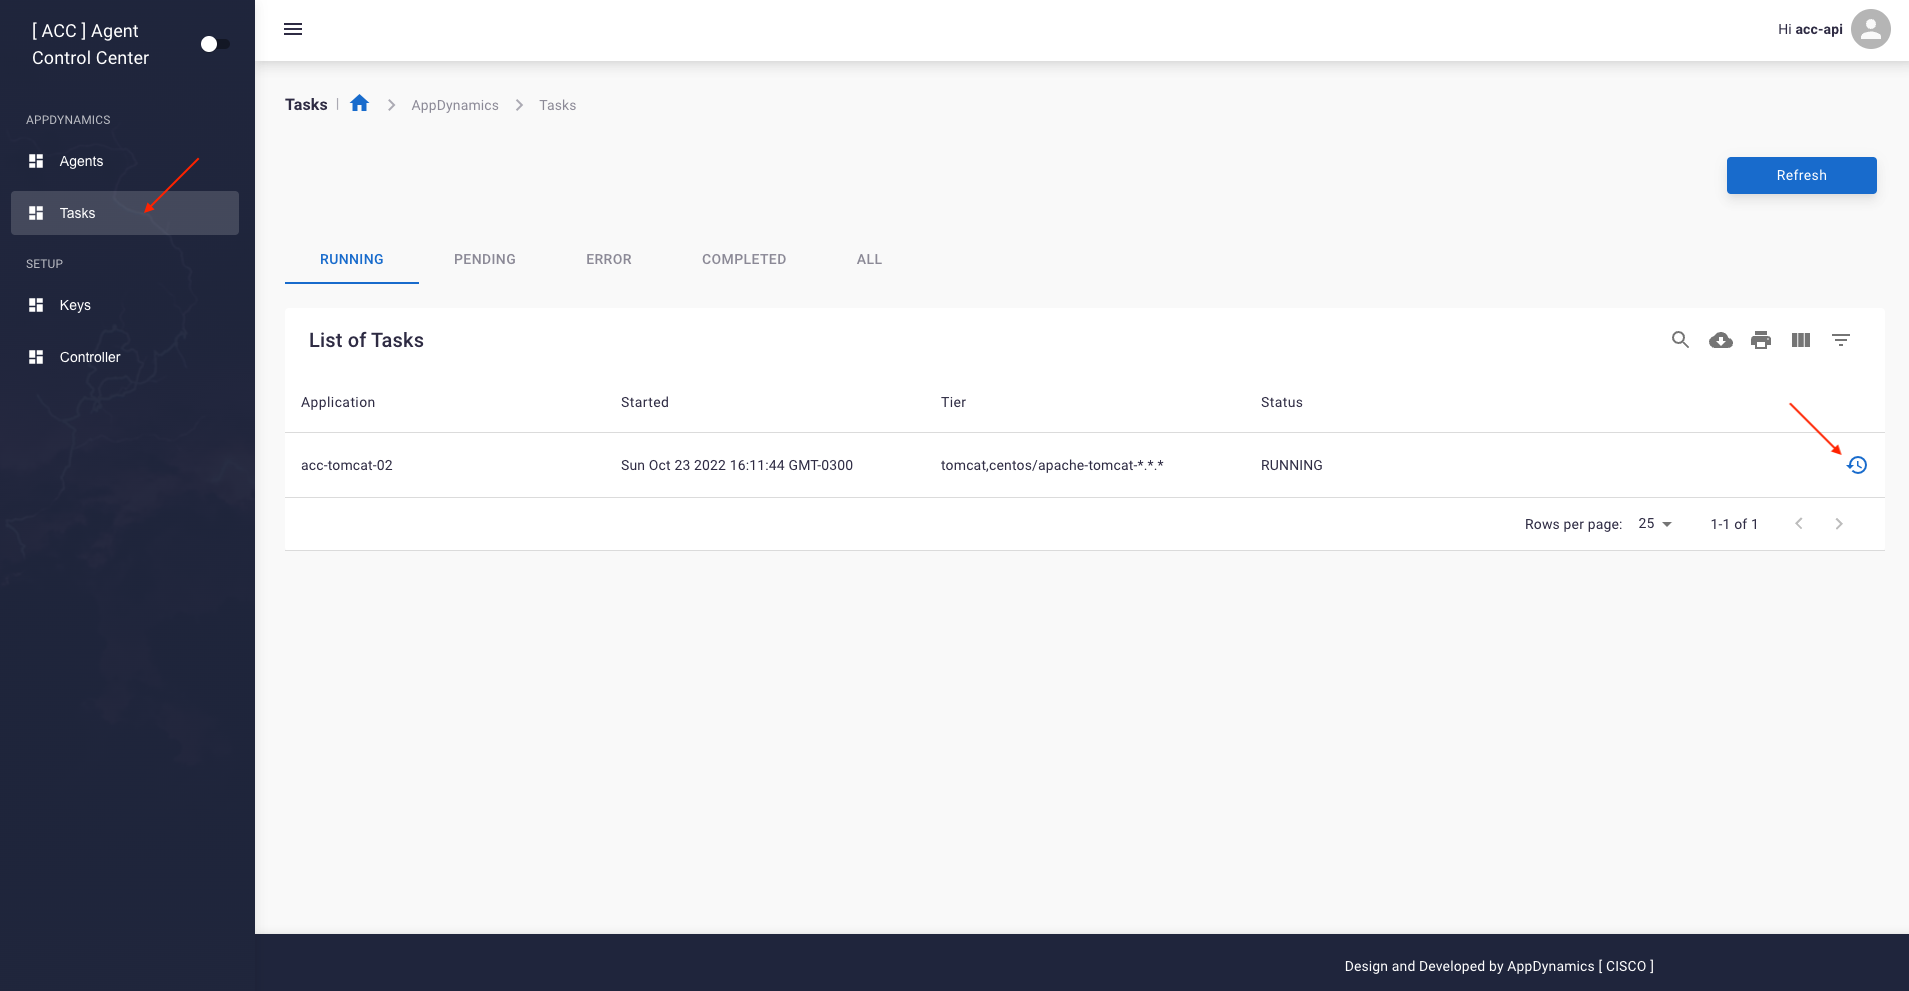 [ ACC ] Agent
Control Center
Hi acc-api
Tasks | AppDynamics Tasks
APPDYNAMICS
Agents
Tasks
SETUP
Keys
Controller
Refresh
RUNNING PENDING ERROR COMPLETED ALL
List of Tasks
Application Started Tier Status
acc-tomcat-02 Sun Oct 23 2022 16:11:44 GMT-0300 tomcat,centos/apache-tomcat-*.*.* RUNNING
Rows per page: 25 1-1 of 1
Design and Developed by AppDynamics [ CISCO ]